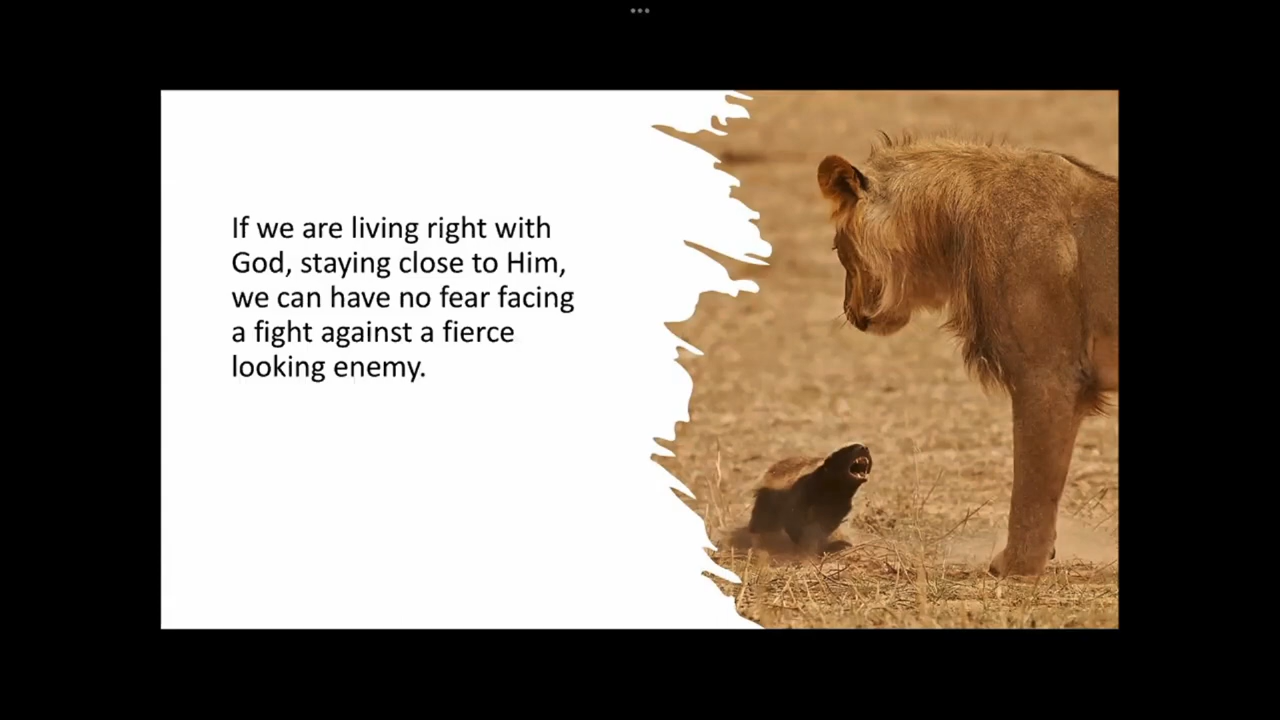 If we are living right with
God, staying close to Him,
we can have no fear facing
a fight against a fierce
looking enemy.